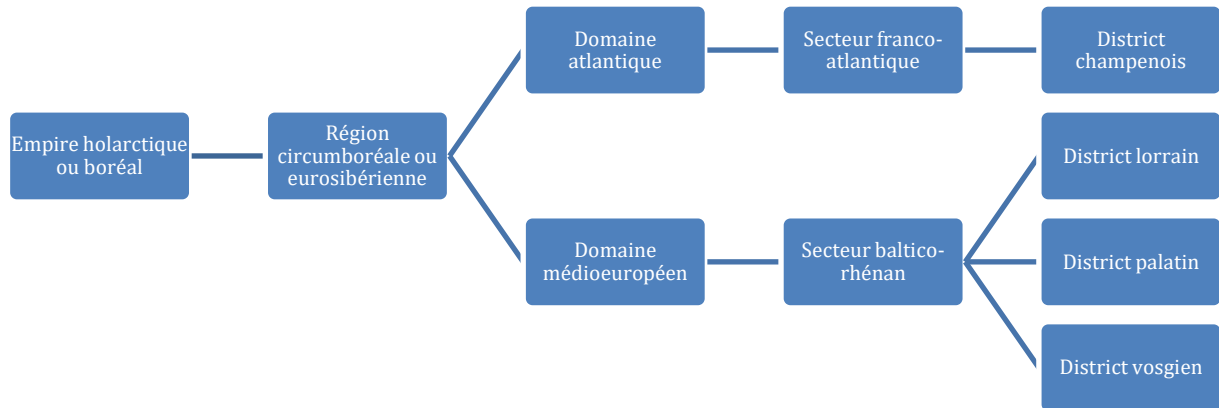 Empire holarctique
ou boréal
Région
circumboréale ou
eurosibérienne
Domaine
atlantique
Secteur franco-
atlantique
District
champenois
Domaine
médioeuropéen
Secteur baltico-
rhénan
District lorrain
District palatin
District vosgien